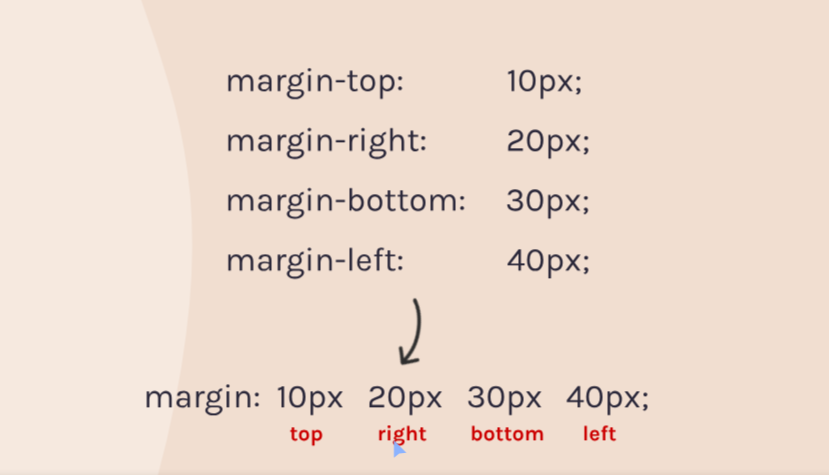 margin-top: 10px;
margin-right: 20px;
margin-bottom: 30px;
margin-left: 40px;
margin: 10px 20px 30px 40px;
top right bottom left